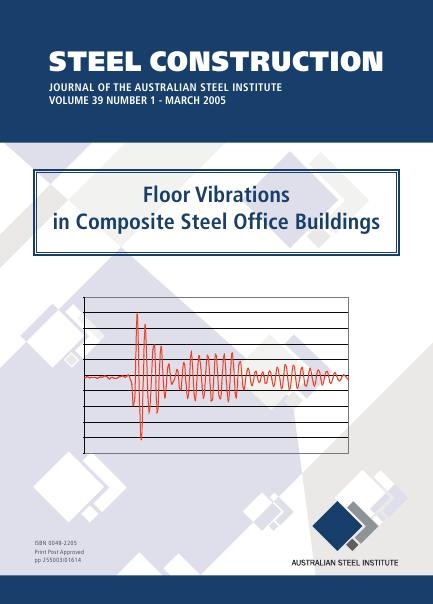 STEEL CONSTRUCTION
JOURNAL OF THE AUSTRALIAN STEEL INSTITUTE
VOLUME 39 NUMBER 1 - MARCH 2005
Floor Vibrations
in Composite Steel Office Buildings
ISBN 0049-2205
Print Post Approved
pp 255003/01614
AUSTRALIAN STEEL INSTITUTE